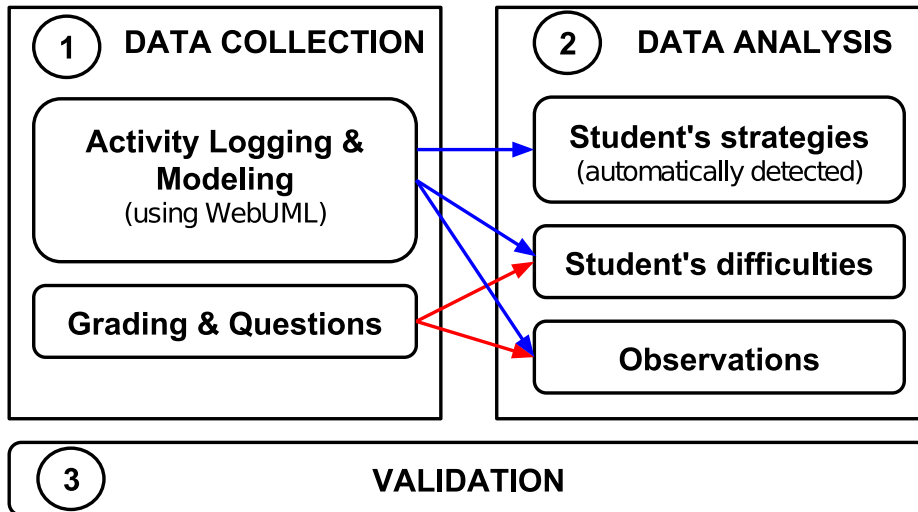 1 DATA COLLECTION
Activity Logging &
Modeling
(using WebUML)
Grading & Questions
2 DATA ANALYSIS
Student's strategies
(automatically detected)
Student's difficulties
Observations
3 VALIDATION